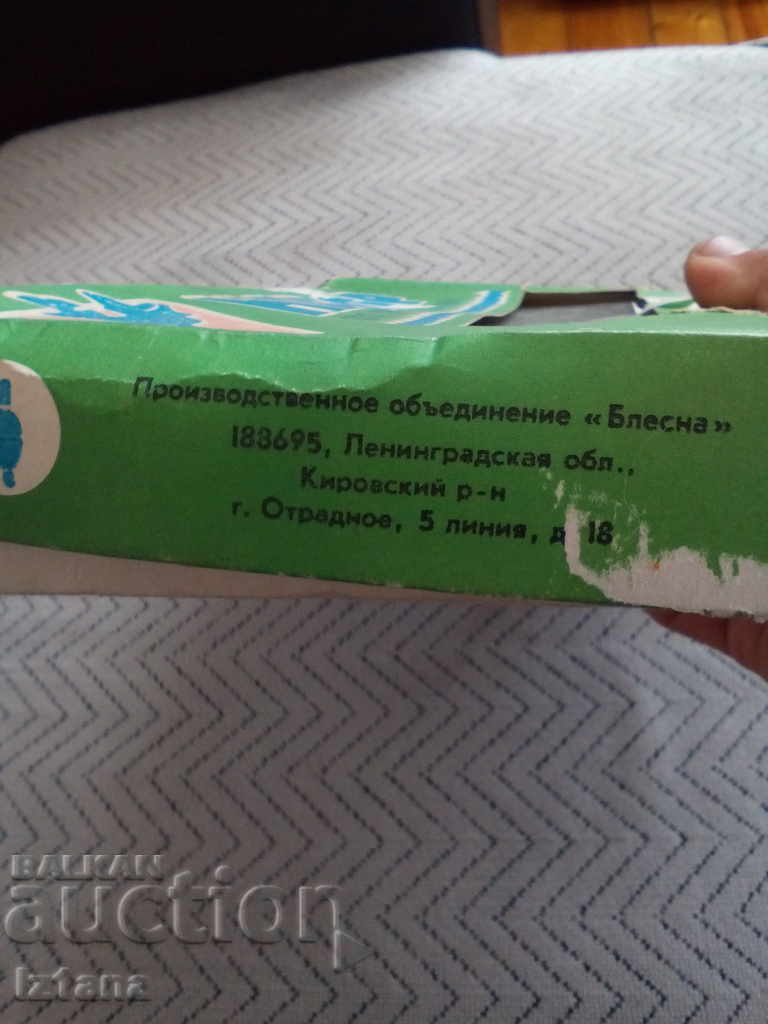 Производственное объединение «Блесна»
188695, Ленинградская обл.,
Кировский р-н
г. Отрадное, 5 линия, д 18
BALKAN
auction
Iztana